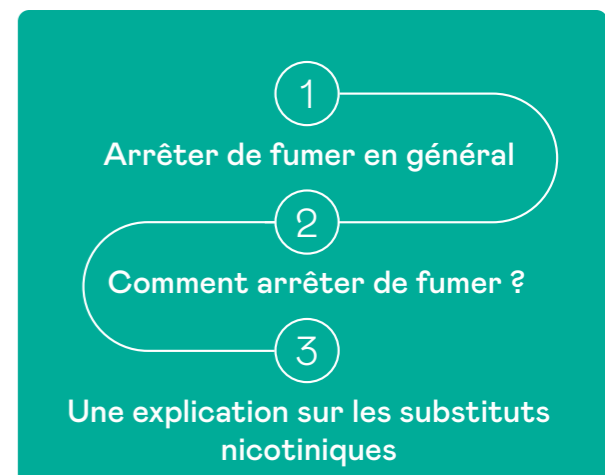 1
Arrêter de fumer en général
2
Comment arrêter de fumer ?
3
Une explication sur les substituts
nicotiniques